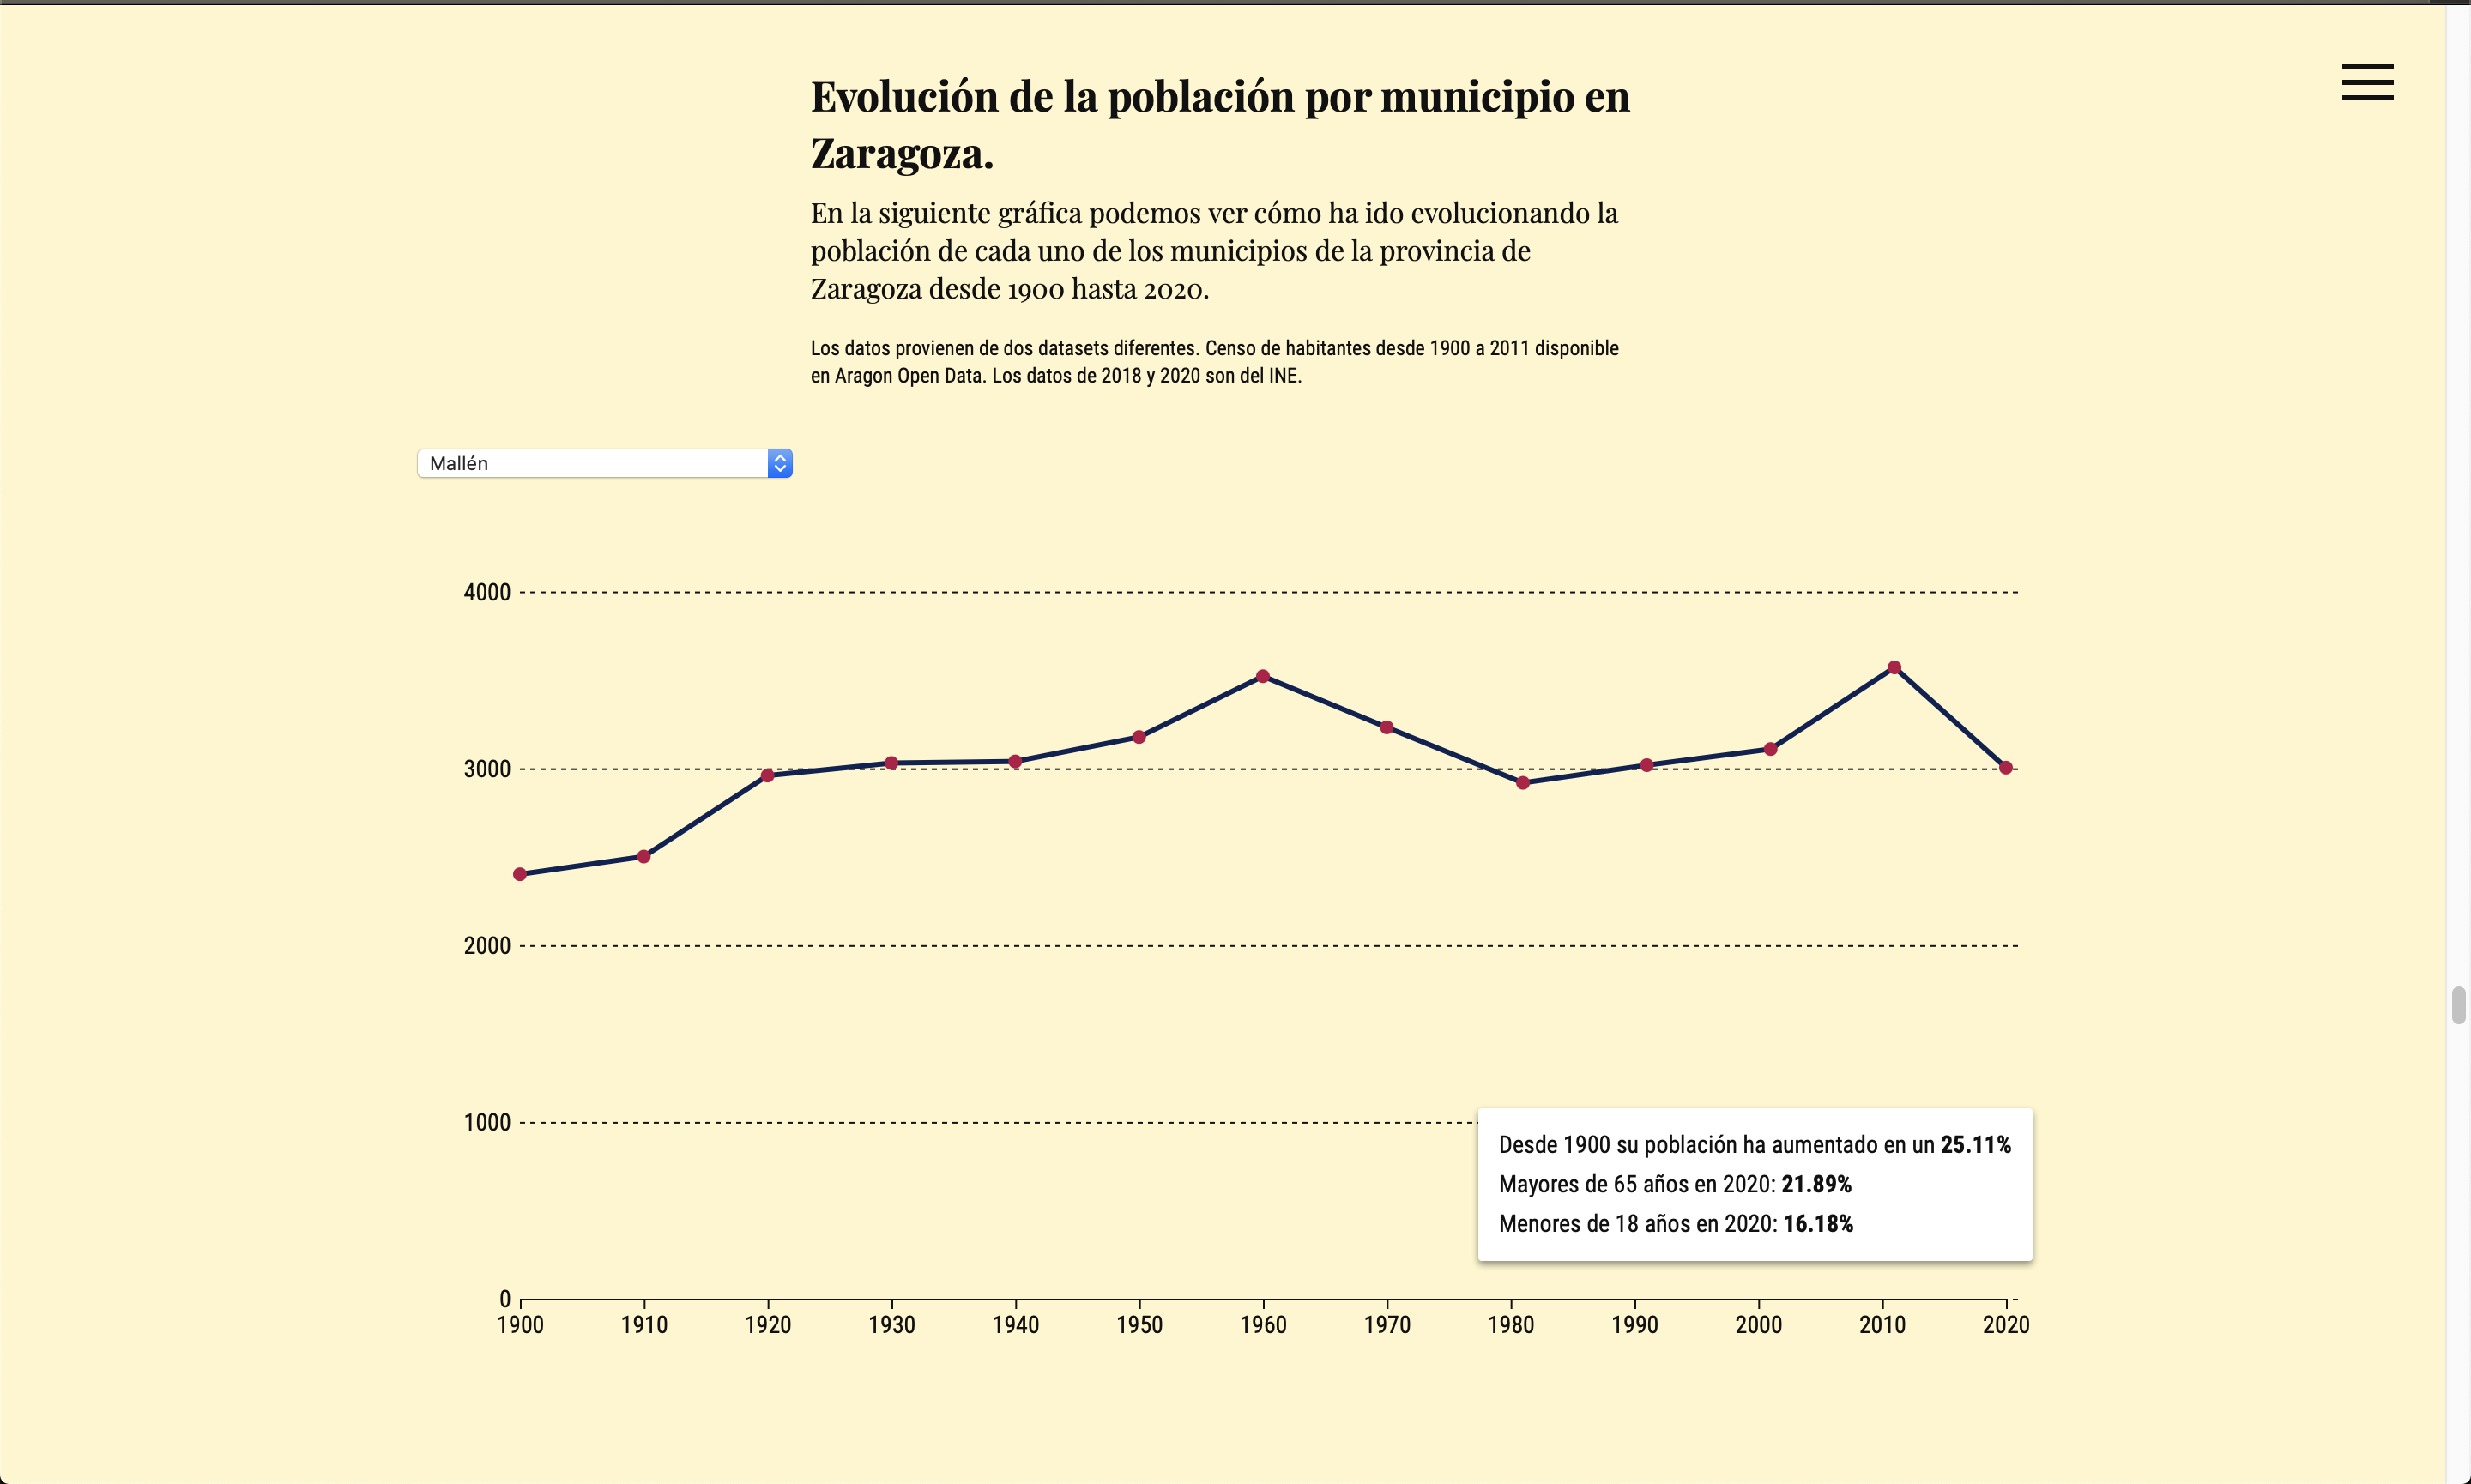 Evolución de la población por municipio en
Zaragoza.
En la siguiente gráfica podemos ver cómo ha ido evolucionando la
población de cada uno de los municipios de la provincia de
Zaragoza desde 1900 hasta 2020.
Los datos provienen de dos datasets diferentes. Censo de habitantes desde 1900 a 2011 disponible
en Aragon Open Data. Los datos de 2018 y 2020 son del INE.
Mallén
4000
3000
2000
1000
Desde 1900 su población ha aumentado en un 25.11%
Mayores de 65 años en 2020: 21.89%
Menores de 18 años en 2020: 16.18%
0
1900 1910 1920 1930 1940 1950 1960 1970 1980 1990 2000 2010 2020